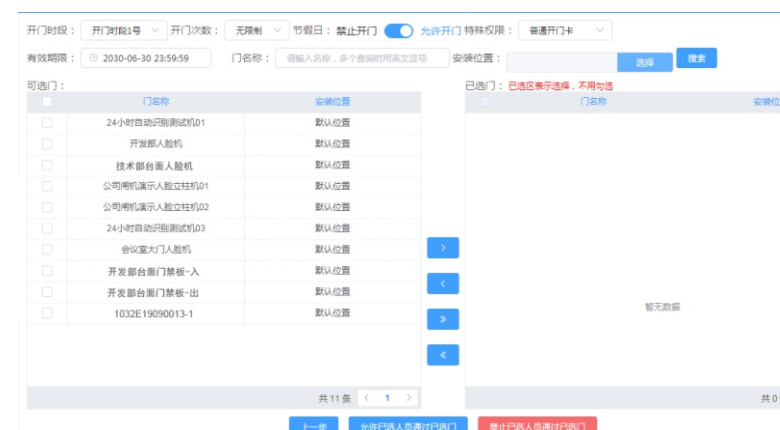 开门时段： 开门时段1号 开门次数： 无限制 节假日：禁止开门 允许开门 特殊权限： 普通开门卡
有效期限： 2030-06-30 23:59:59 门名称： 请输入名称，多个查询时用英文逗号 安装位置： 选择 搜索
可选门： 已选门： 已选区表示选择，不用勾选
门名称 安装位置 门名称 安装位
24小时自动识别测试机01 默认位置
开发部人脸机 默认位置
技术部台面人脸机 默认位置
公司闸机演示人脸立柱机01 默认位置
公司闸机演示人脸立柱机02 默认位置
24小时自动识别测试机03 默认位置
会议室大门人脸机 默认位置
开发部台面门禁板-入 默认位置
开发部台面门禁板-出 默认位置
1032E19090013-1 默认位置
暂无数据
共 11 条 < 1 > 共 0
上一步 允许已选人员通过已选门 禁止已选人员通过已选门